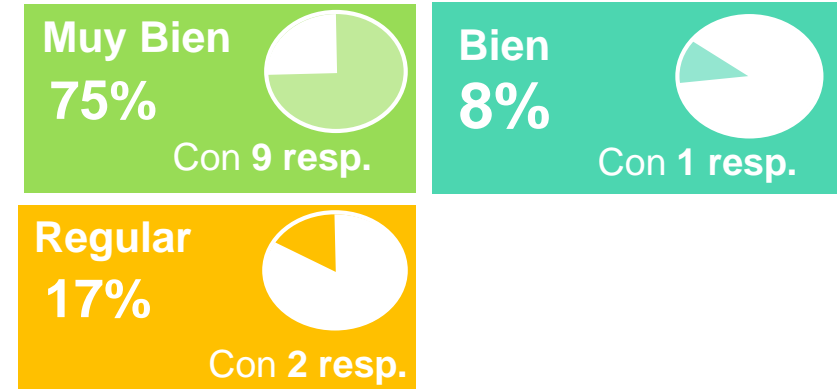 Muy Bien
75%
Con 9 resp.
Bien
8%
Con 1 resp.
Regular
17%
Con 2 resp.